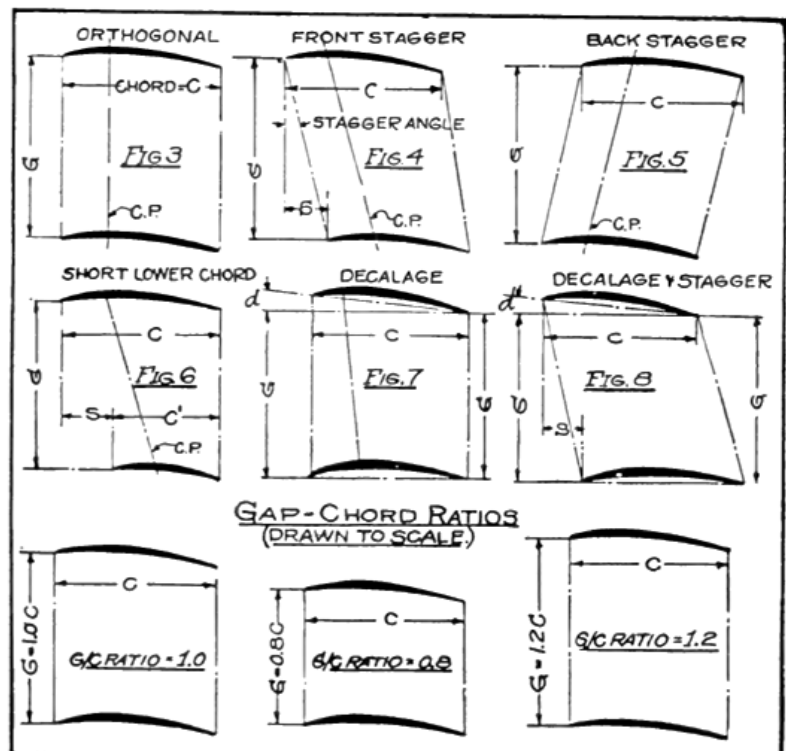 ORTHOGONAL
CHORD=C
G
FIG 3
C.P.
FRONT STAGGER
C
STAGGER ANGLE
G
FIG.4
S
C.P.
BACK STAGGER
C
G
FIG.5
C.P.
SHORT LOWER CHORD
C
G
FIG 6
S
C'
C.P.
DECALAGE
d
C
G
FIG.7
G
DECALAGE & STAGGER
d"
C
G
FIG.8
S
G
GAP-CHORD RATIOS
(DRAWN TO SCALE.)
C
G=1.0C
G/C RATIO = 1.0
C
G=0.8C
G/C RATIO = 0.8
C
G=1.2C
G/C RATIO = 1.2